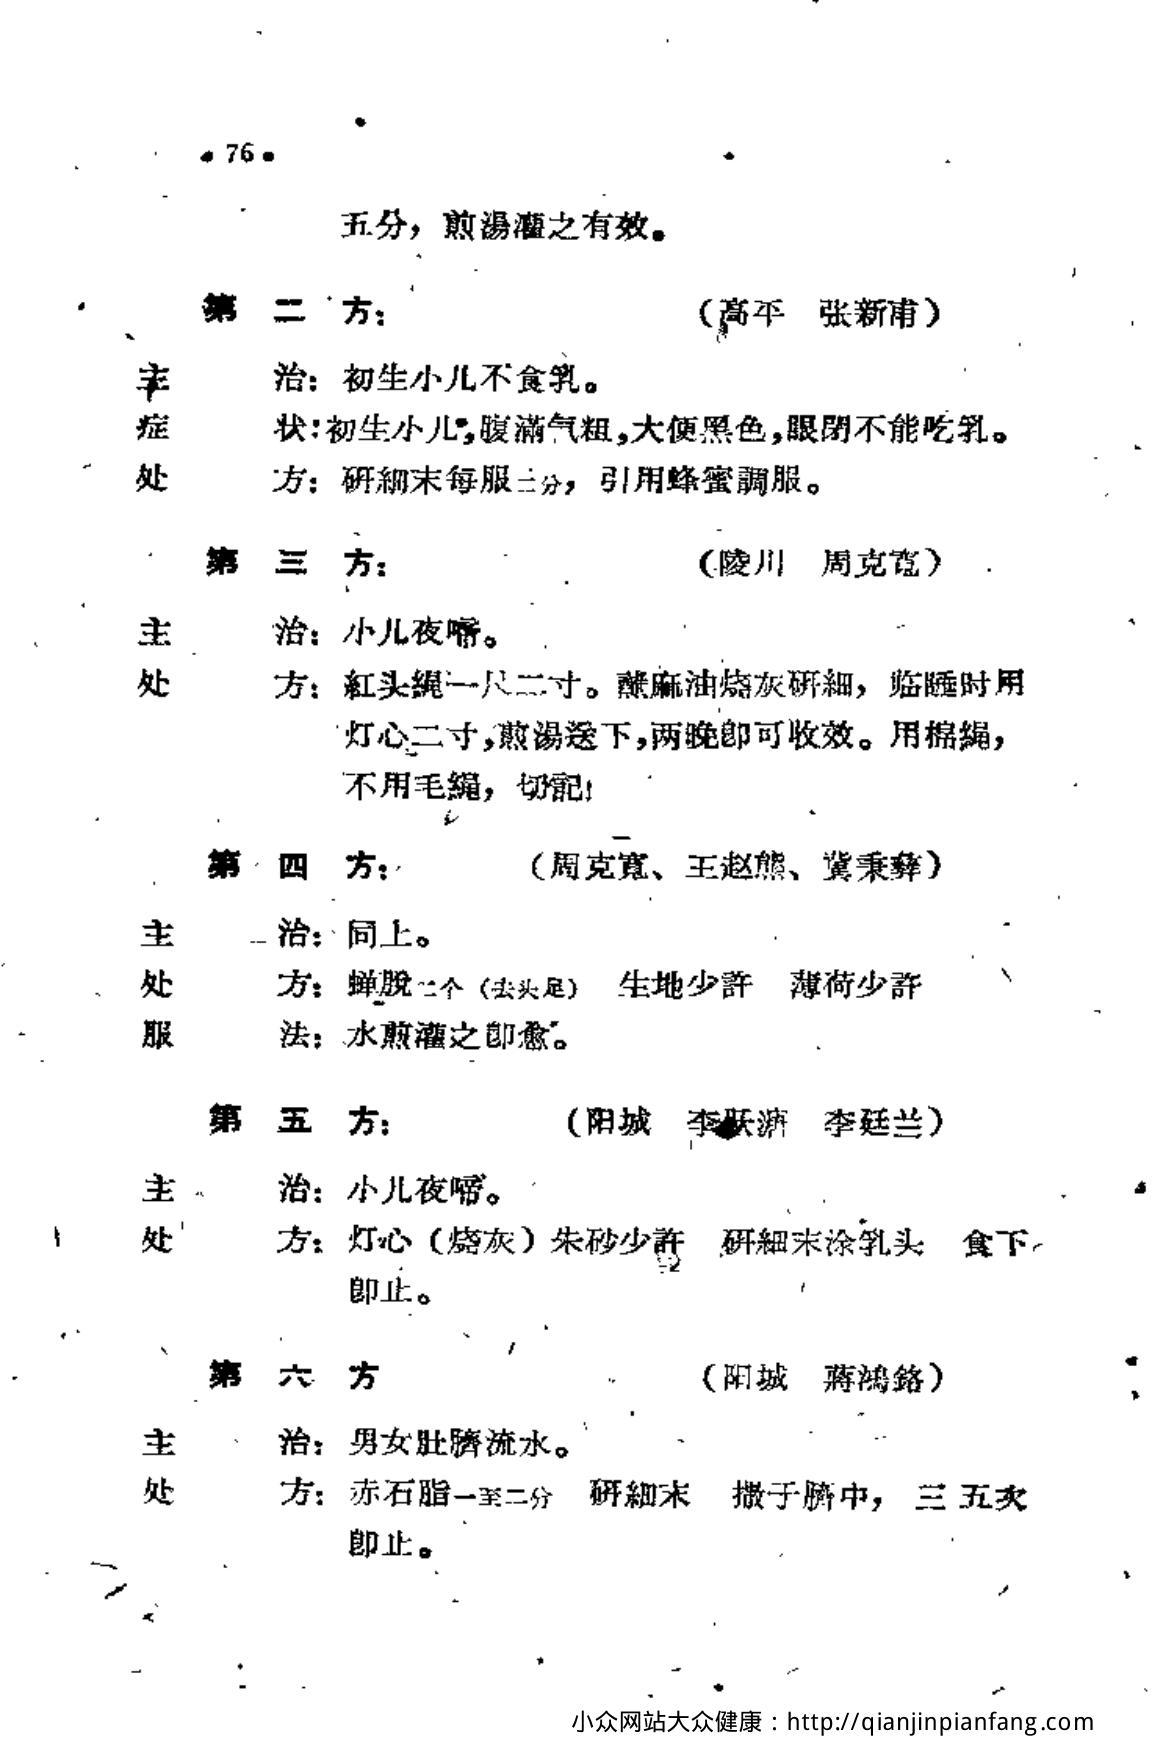 • 76 •
五分，煎湯灌之有效。
第二方：（高平　张新甫）
主　治：初生小儿不食乳。
症　状：初生小儿，腹滿气粗，大便黑色，眼閉不能吃乳。
处　方：研細末每服二分，引用蜂蜜調服。
第三方：（陵川　周克寬）
主　治：小儿夜啼。
处　方：紅头繩一尺二寸。蘸麻油烧灰研細，临睡时用
灯心二寸，煎湯送下，两晚卽可收效。用棉繩，
不用毛繩，切記！
第四方：（周克寬、王赵熊、冀秉彝）
主　治：同上。
处　方：蝉脫二个（去头足）　生地少許　薄荷少許
服　法：水煎灌之卽愈。
第五方：（阳城　李跃　李廷兰）
主　治：小儿夜啼。
处　方：灯心（烧灰）朱砂少許　研細末涂乳头　食下
卽止。
第六方（阳城　蔣鴻銘）
主　治：男女肚臍流水。
处　方：赤石脂一至二分　研細末　撒于臍中，三五次
卽止。
小众网站大众健康：http://qianjinpianfang.com